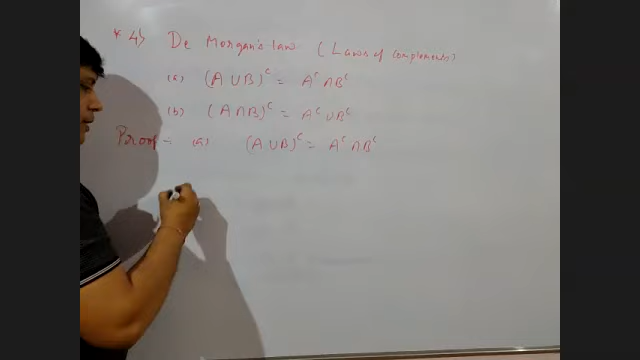 * 4) De Morgan's law ( Laws of complements)
(a) (A ∪ B)ᶜ = Aᶜ ∩ Bᶜ
(b) (A ∩ B)ᶜ = Aᶜ ∪ Bᶜ
Proof :- (a) (A ∪ B)ᶜ = Aᶜ ∩ Bᶜ